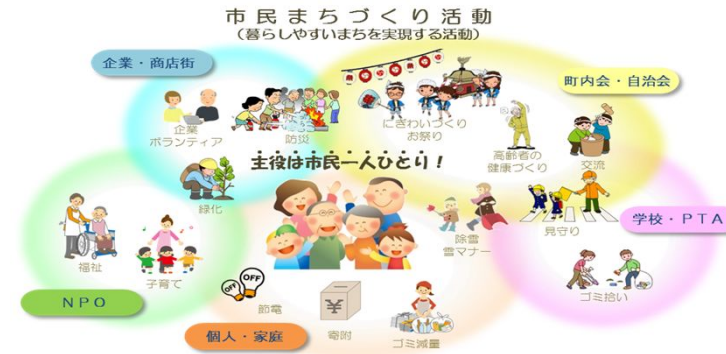 市民まちづくり活動
(暮らしやすいまちを実現する活動)
企業・商店街
町内会・自治会
企業
ボランティア
防災
にぎわいづくり
お祭り
高齢者の
健康づくり
交流
主役は市民一人ひとり!
緑化
学校・PTA
福祉
子育て
除雪
雪マナー
見守り
ゴミ拾い
NPO
OFF
OFF
節電
¥
寄附
ゴミ減量
個人・家庭